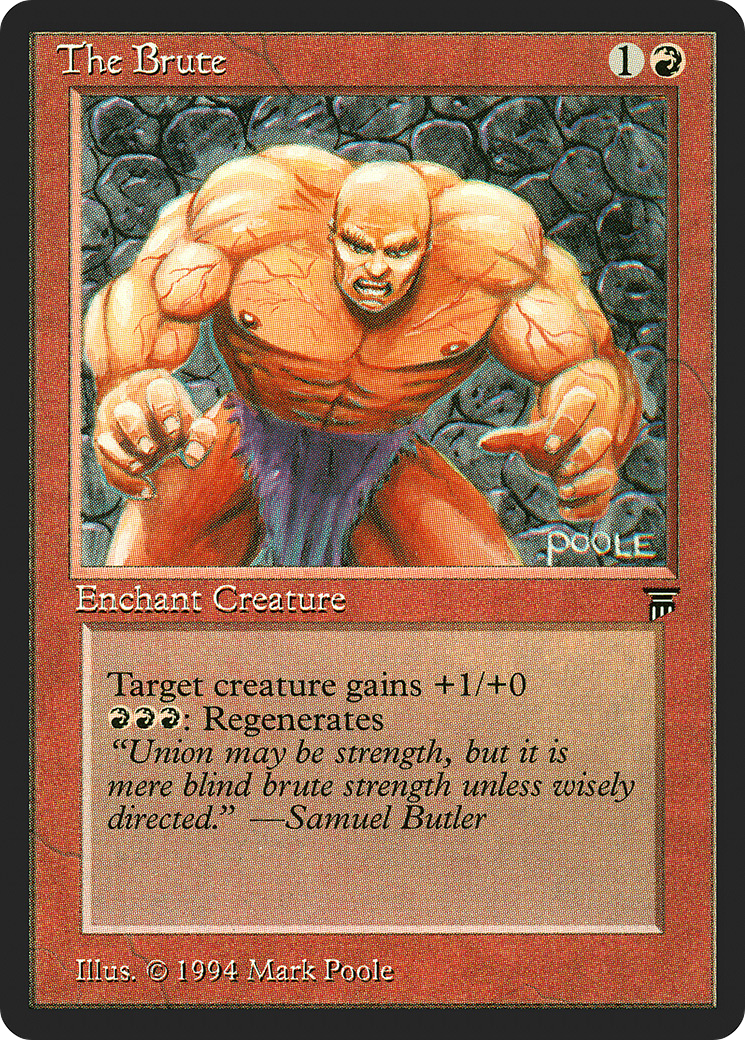 The Brute
1
POOLE
Enchant Creature
Target creature gains +1/+0
: Regenerates
“Union may be strength, but it is
mere blind brute strength unless wisely
directed.” —Samuel Butler
Illus. © 1994 Mark Poole